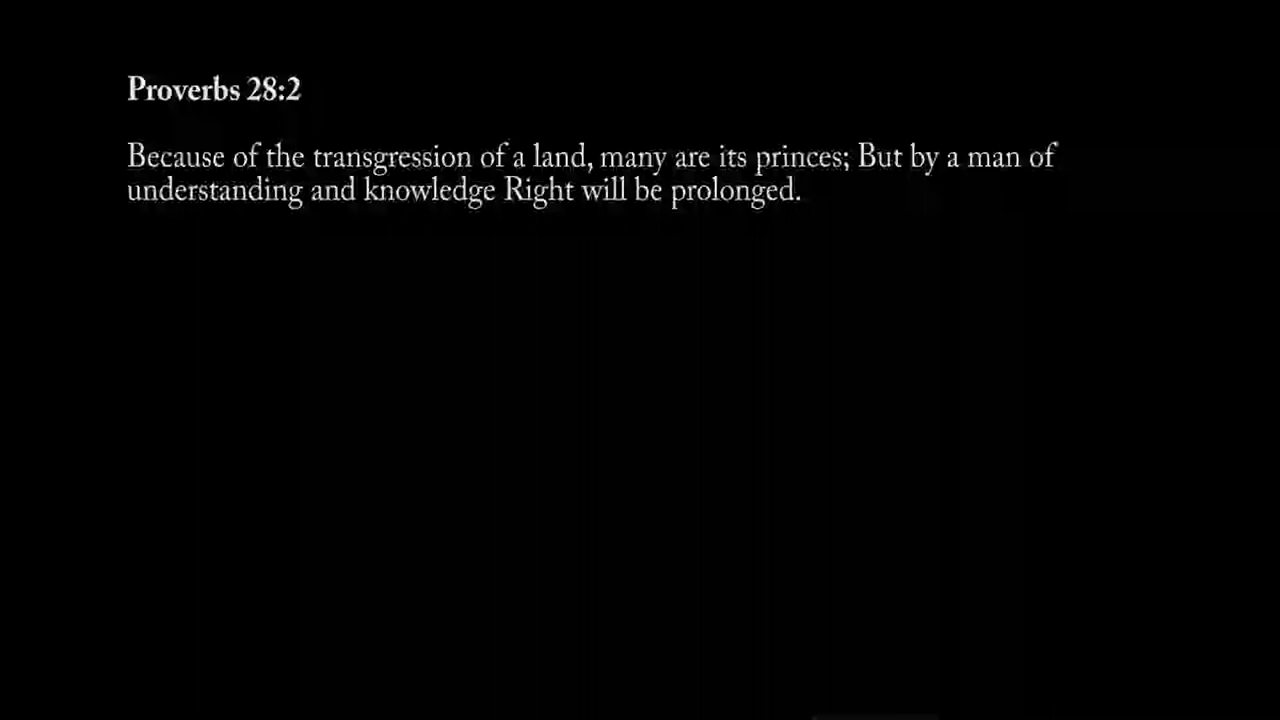 Proverbs 28:2
Because of the transgression of a land, many are its princes; But by a man of
understanding and knowledge Right will be prolonged.